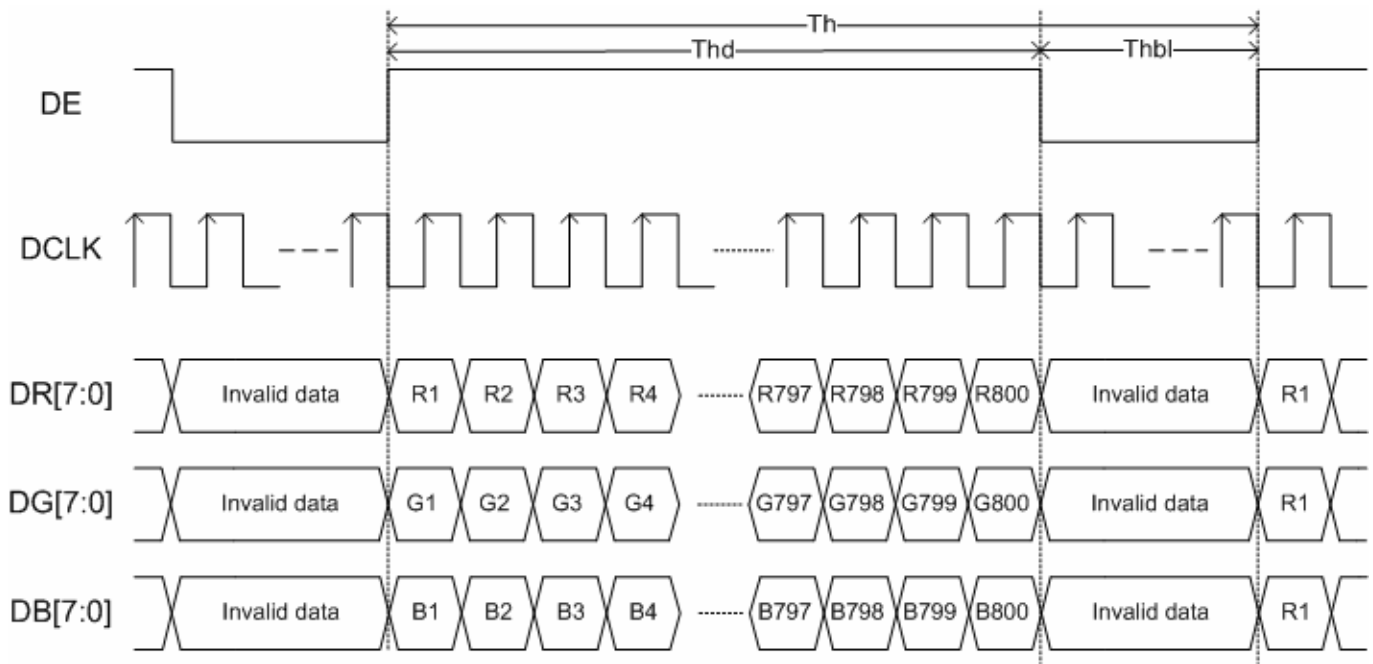 Th
Thd Thbl
DE
DCLK
DR[7:0] Invalid data R1 R2 R3 R4 R797 R798 R799 R800 Invalid data R1
DG[7:0] Invalid data G1 G2 G3 G4 G797 G798 G799 G800 Invalid data R1
DB[7:0] Invalid data B1 B2 B3 B4 B797 B798 B799 B800 Invalid data R1